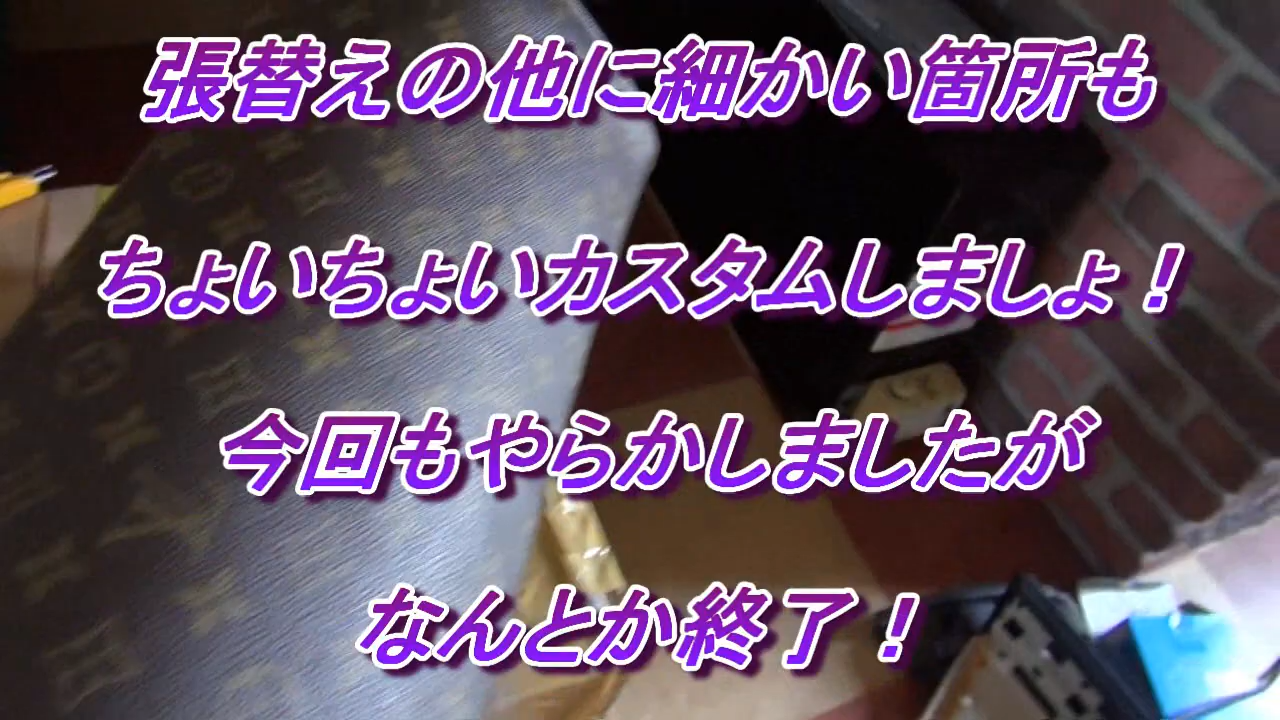 張替えの他に細かい箇所も
ちょいちょいカスタムしましょ！
今回もやらかしましたが
なんとか終了！